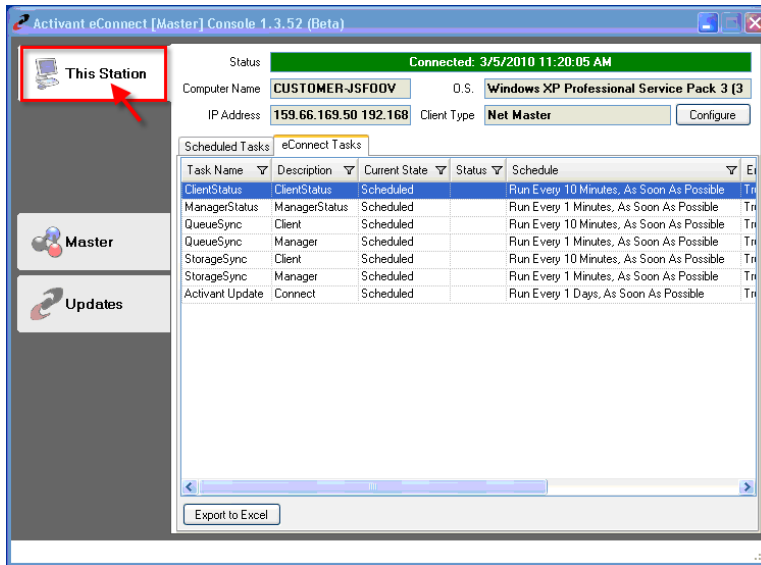 Activant eConnect [Master] Console 1.3.52 (Beta)
This Station
Master
Updates
Status Connected: 3/5/2010 11:20:05 AM
Computer Name CUSTOMER-JSFOOV O.S. Windows XP Professional Service Pack 3 (3
IP Address 159.66.169.50 192.168 Client Type Net Master Configure
Scheduled Tasks eConnect Tasks
Task Name Description Current State Status Schedule
ClientStatus ClientStatus Scheduled Run Every 10 Minutes, As Soon As Possible
ManagerStatus ManagerStatus Scheduled Run Every 1 Minutes, As Soon As Possible
QueueSync Client Scheduled Run Every 10 Minutes, As Soon As Possible
QueueSync Manager Scheduled Run Every 1 Minutes, As Soon As Possible
StorageSync Client Scheduled Run Every 10 Minutes, As Soon As Possible
StorageSync Manager Scheduled Run Every 1 Minutes, As Soon As Possible
Activant Update Connect Scheduled Run Every 1 Days, As Soon As Possible
Export to Excel